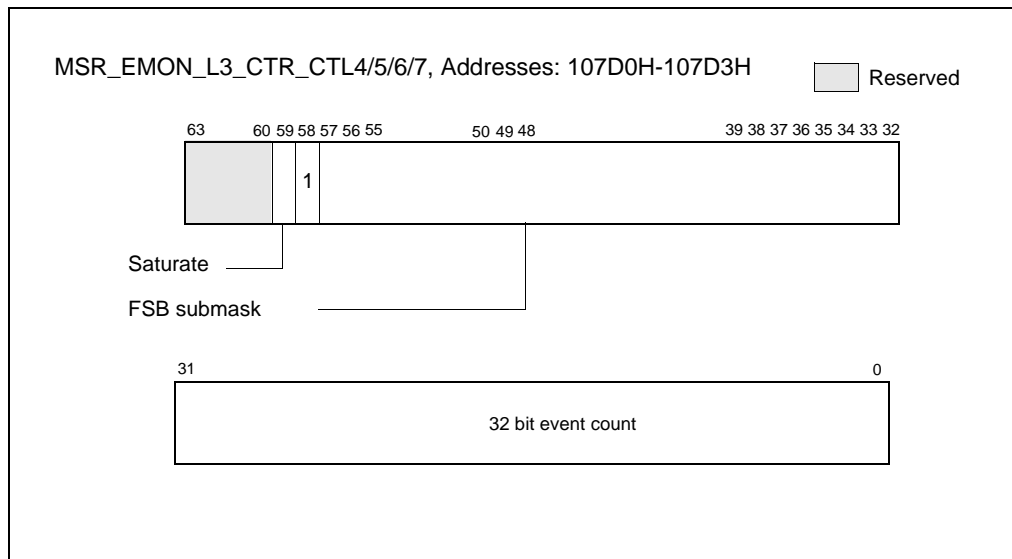 MSR_EMON_L3_CTR_CTL4/5/6/7, Addresses: 107D0H-107D3H
Reserved
63 60 59 58 57 56 55 50 49 48 39 38 37 36 35 34 33 32
1
Saturate
FSB submask
31 0
32 bit event count